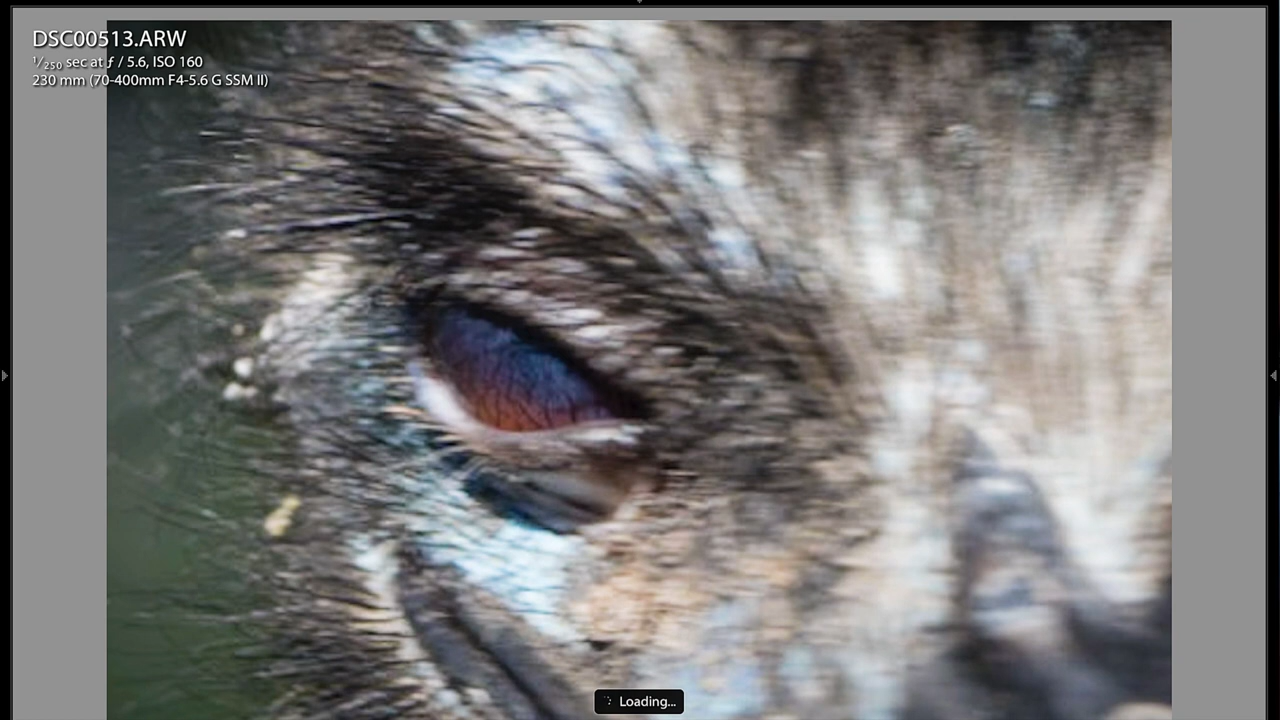 DSC00513.ARW
1/250 sec at ƒ / 5.6, ISO 160
230 mm (70-400mm F4-5.6 G SSM II)
Loading...